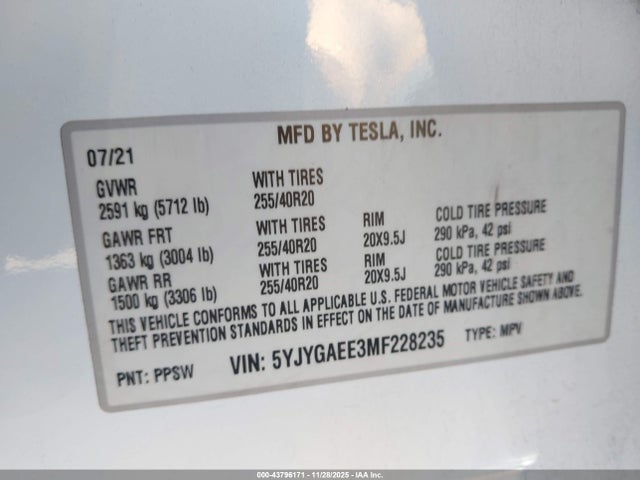 MFD BY TESLA, INC.
07/21
GVWR WITH TIRES
2591 kg (5712 lb) 255/40R20
GAWR FRT WITH TIRES RIM COLD TIRE PRESSURE
1363 kg (3004 lb) 255/40R20 20X9.5J 290 kPa, 42 psi
GAWR RR WITH TIRES RIM COLD TIRE PRESSURE
1500 kg (3306 lb) 255/40R20 20X9.5J 290 kPa, 42 psi
THIS VEHICLE CONFORMS TO ALL APPLICABLE U.S. FEDERAL MOTOR VEHICLE SAFETY AND
THEFT PREVENTION STANDARDS IN EFFECT ON THE DATE OF MANUFACTURE SHOWN ABOVE.
PNT: PPSW VIN: 5YJYGAEE3MF228235 TYPE: MPV
000-43796171 - 11/28/2025 - IAAI.COM